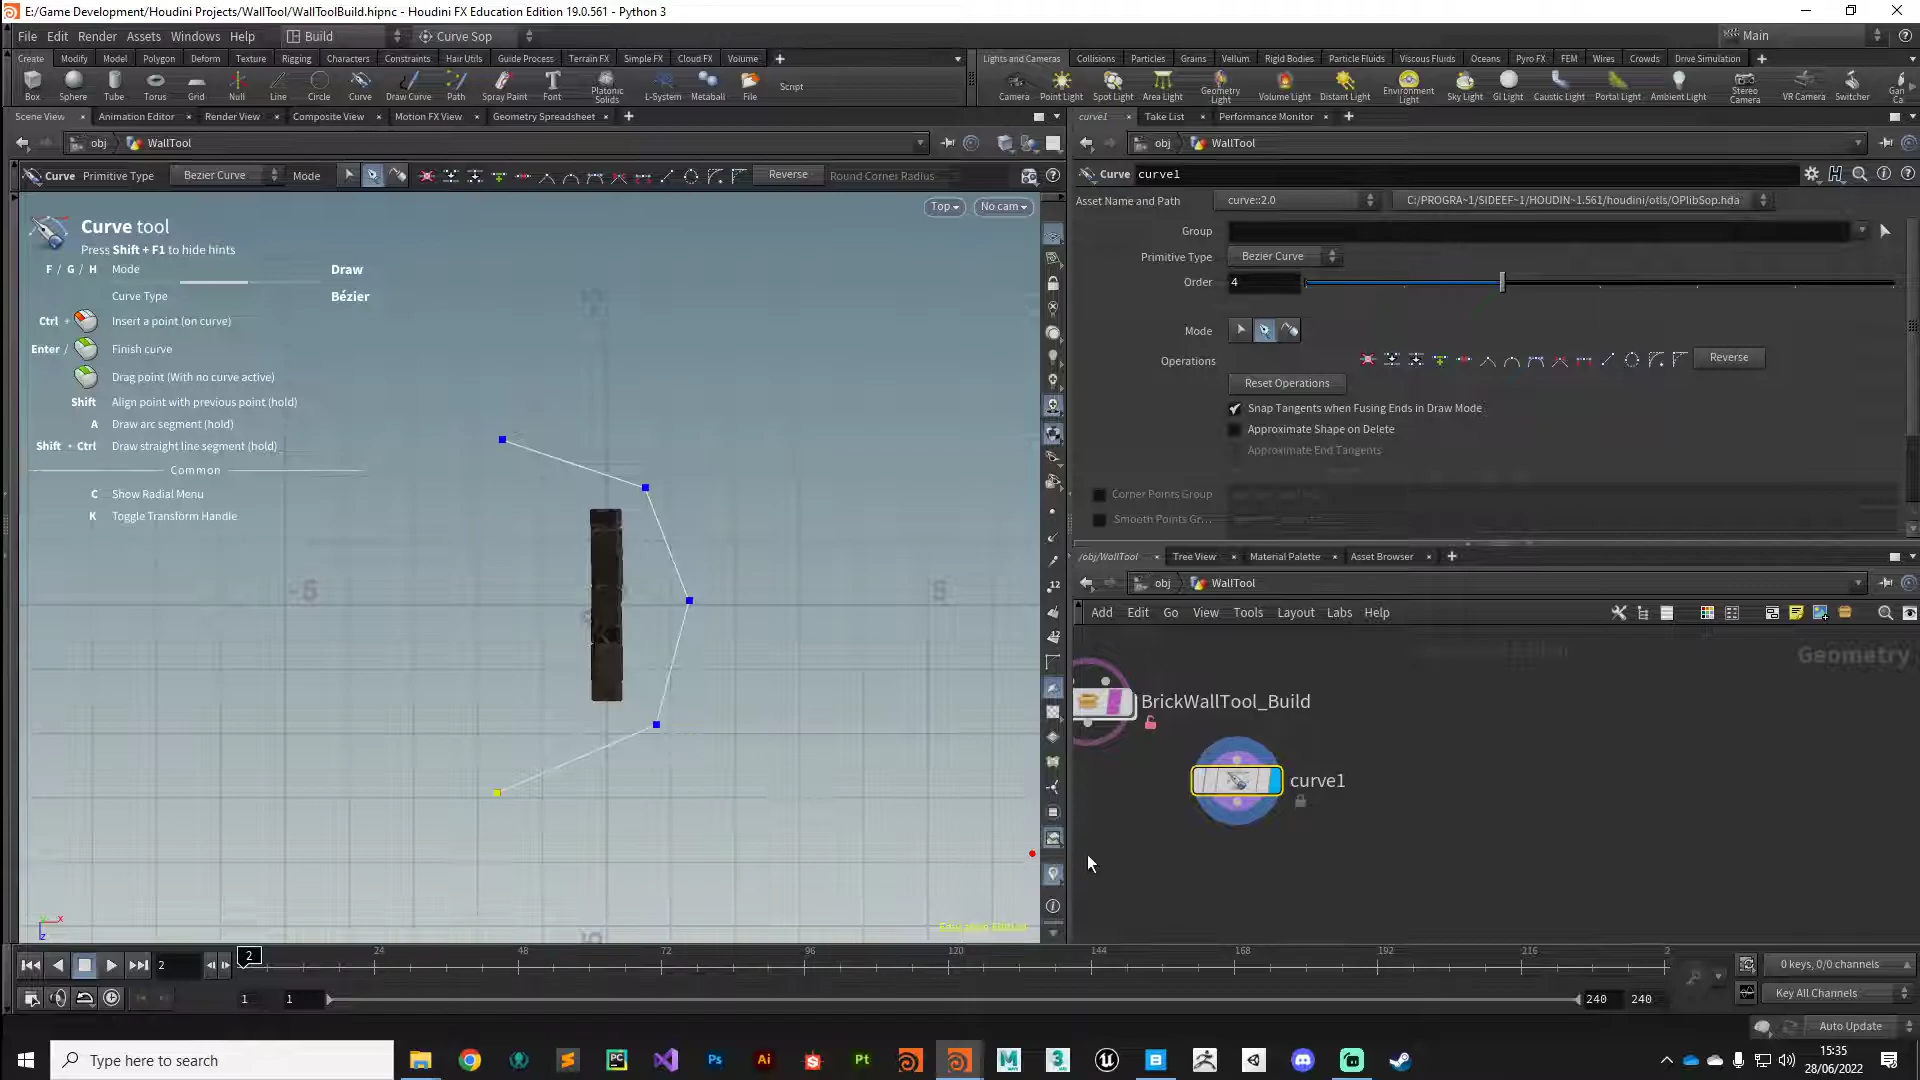 E:/Game Development/Houdini Projects/WallTool/WallToolBuild.hipnc - Houdini FX Education Edition 19.0.561 - Python 3
File Edit Render Assets Windows Help Build Curve Sop Main
Create Modify Model Polygon Deform Texture Rigging Characters Constraints Hair Utils Guide Process Terrain FX Simple FX Cloud FX Volume
Lights and Cameras Collisions Particles Grains Vellum Rigid Bodies Particle Fluids Viscous Fluids Oceans Pyro FX FEM Wires Crowds Drive Simulation
Box Sphere Tube Torus Grid Null Line Circle Curve Draw Curve Path Spray Paint Font Platonic Solids L-System Metaball File Script
Camera Point Light Spot Light Area Light Geometry Light Volume Light Distant Light Environment Light Sky Light GI Light Caustic Light Portal Light Ambient Light Stereo Camera VR Camera Switcher
Scene View Animation Editor Render View Composite View Motion FX View Geometry Spreadsheet
curve1 Take List Performance Monitor
obj WallTool
obj WallTool
Curve Primitive Type Bezier Curve Mode Reverse Round Corner Radius
Curve curve1
Asset Name and Path curve::2.0 C:/PROGRA~1/SIDEEF~1/HOUDIN~1.561/houdini/otls/OPlibSop.hda
Top No cam
Curve tool
Press Shift + F1 to hide hints
F / G / H Mode Draw
Curve Type Bézier
Ctrl + Insert a point (on curve)
Enter / Finish curve
Drag point (With no curve active)
Shift Align point with previous point (hold)
A Draw arc segment (hold)
Shift + Ctrl Draw straight line segment (hold)
Common
C Show Radial Menu
K Toggle Transform Handle
Group
Primitive Type Bezier Curve
Order 4
Mode
Operations Reverse
Reset Operations
Snap Tangents when Fusing Ends in Draw Mode
Approximate Shape on Delete
Approximate End Tangents
Corner Points Group
Smooth Points Gr...
/obj/WallTool Tree View Material Palette Asset Browser
obj WallTool
Add Edit Go View Tools Layout Labs Help
Geometry
BrickWallTool_Build
curve1
12
12
-5
5
x
z
Education Edition
2 2 24 48 72 96 120 144 168 192 216 2
0 keys, 0/0 channels
1 1 240 240
Key All Channels
Auto Update
Type here to search
15:35
28/06/2022